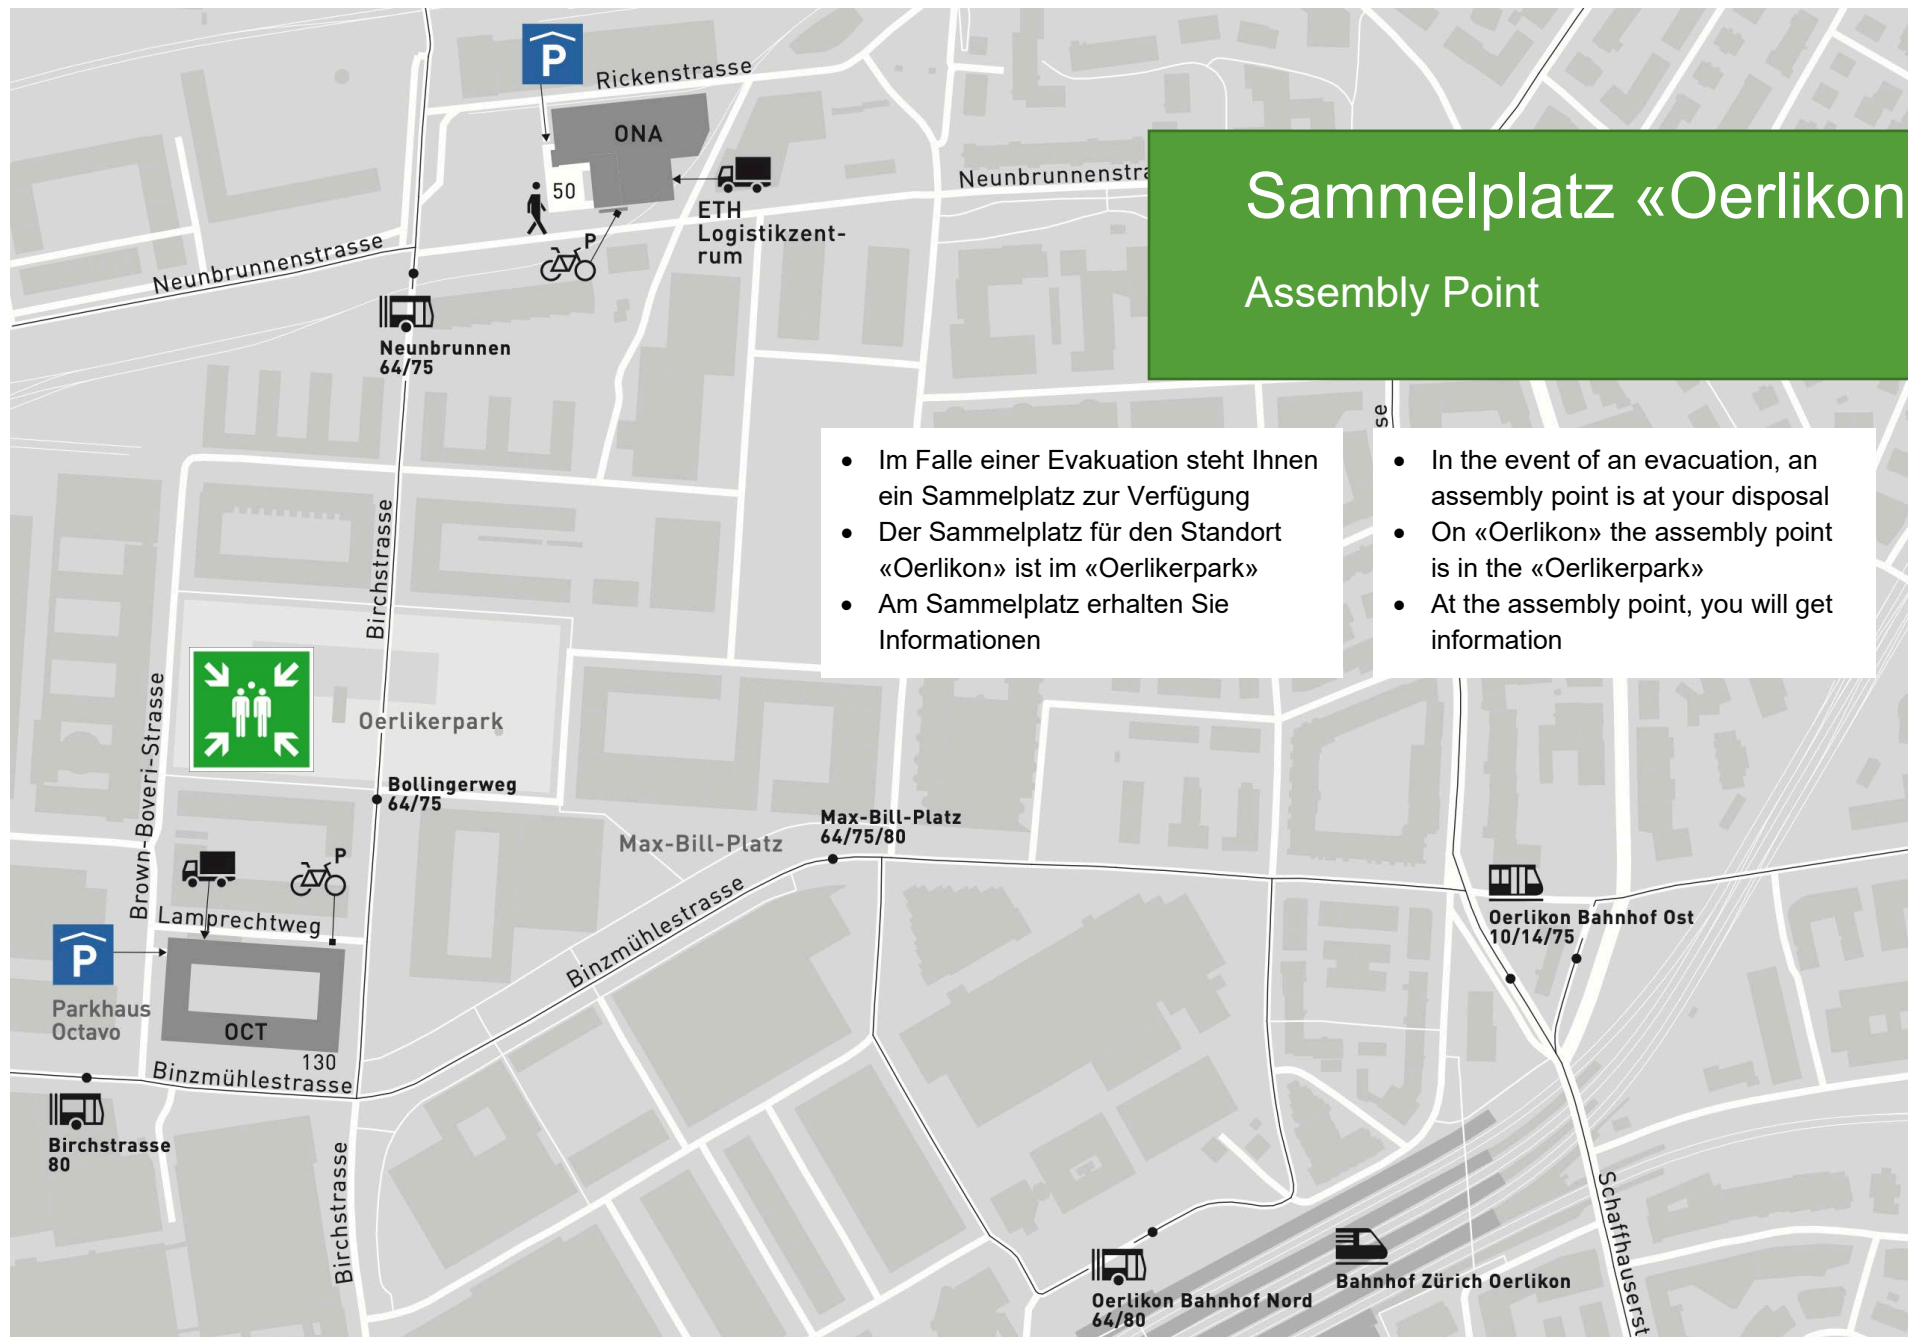 P
Rickenstrasse
ONA
50
ETH
Logistikzent-
rum
P
Neunbrunnenstra
Sammelplatz «Oerlikon
Assembly Point
Neunbrunnenstrasse
Neunbrunnen
64/75
se
• Im Falle einer Evakuation steht Ihnen
ein Sammelplatz zur Verfügung
• Der Sammelplatz für den Standort
«Oerlikon» ist im «Oerlikerpark»
• Am Sammelplatz erhalten Sie
Informationen
• In the event of an evacuation, an
assembly point is at your disposal
• On «Oerlikon» the assembly point
is in the «Oerlikerpark»
• At the assembly point, you will get
information
Birchstrasse
Brown-Boveri-Strasse
Oerlikerpark
Bollingerweg
64/75
Max-Bill-Platz
Max-Bill-Platz
64/75/80
P
Lamprechtweg
Binzmühlestrasse
Oerlikon Bahnhof Ost
10/14/75
P
Parkhaus
Octavo
OCT
130
Binzmühlestrasse
Birchstrasse
80
Birchstrasse
Schaffhauserst
Oerlikon Bahnhof Nord
64/80
Bahnhof Zürich Oerlikon